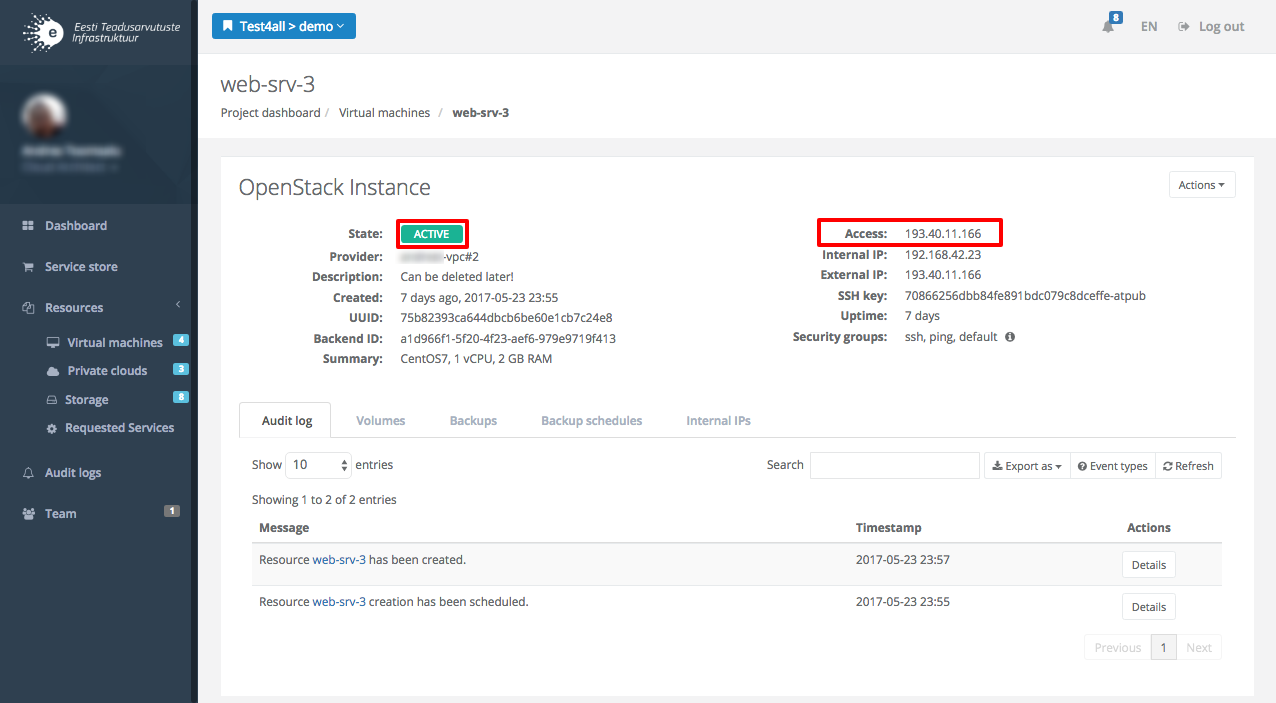 Eesti Teadusarvutuste
Infrastruktuur
Test4all > demo
8
EN
Log out
web-srv-3
Project dashboard / Virtual machines / web-srv-3
Dashboard
Service store
Resources
Virtual machines 4
Private clouds 3
Storage 8
Requested Services
Audit logs
Team 1
OpenStack Instance
Actions
State: ACTIVE
Provider: -vpc#2
Description: Can be deleted later!
Created: 7 days ago, 2017-05-23 23:55
UUID: 75b82393ca644dbcb6be60e1cb7c24e8
Backend ID: a1d966f1-5f20-4f23-aef6-979e9719f413
Summary: CentOS7, 1 vCPU, 2 GB RAM
Access: 193.40.11.166
Internal IP: 192.168.42.23
External IP: 193.40.11.166
SSH key: 70866256dbb84fe891bdc079c8dceffe-atpub
Uptime: 7 days
Security groups: ssh, ping, default
Audit log Volumes Backups Backup schedules Internal IPs
Show 10 entries
Search Export as Event types Refresh
Showing 1 to 2 of 2 entries
Message Timestamp Actions
Resource web-srv-3 has been created. 2017-05-23 23:57 Details
Resource web-srv-3 creation has been scheduled. 2017-05-23 23:55 Details
Previous 1 Next